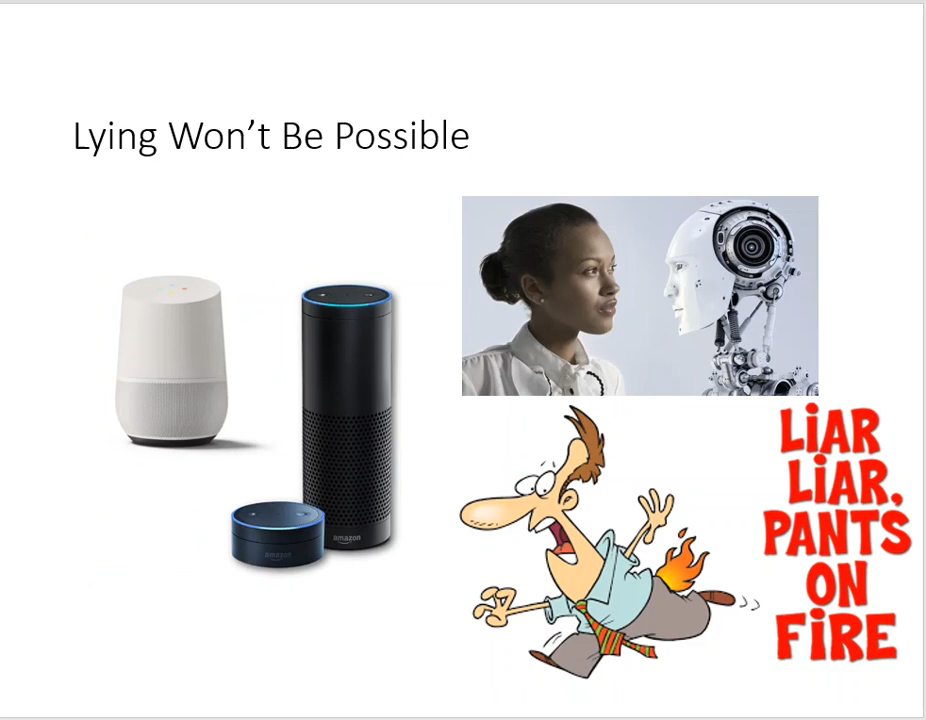 Lying Won’t Be Possible
amazon
amazon
LiAR
LiAR,
PANTS
ON
FiRE